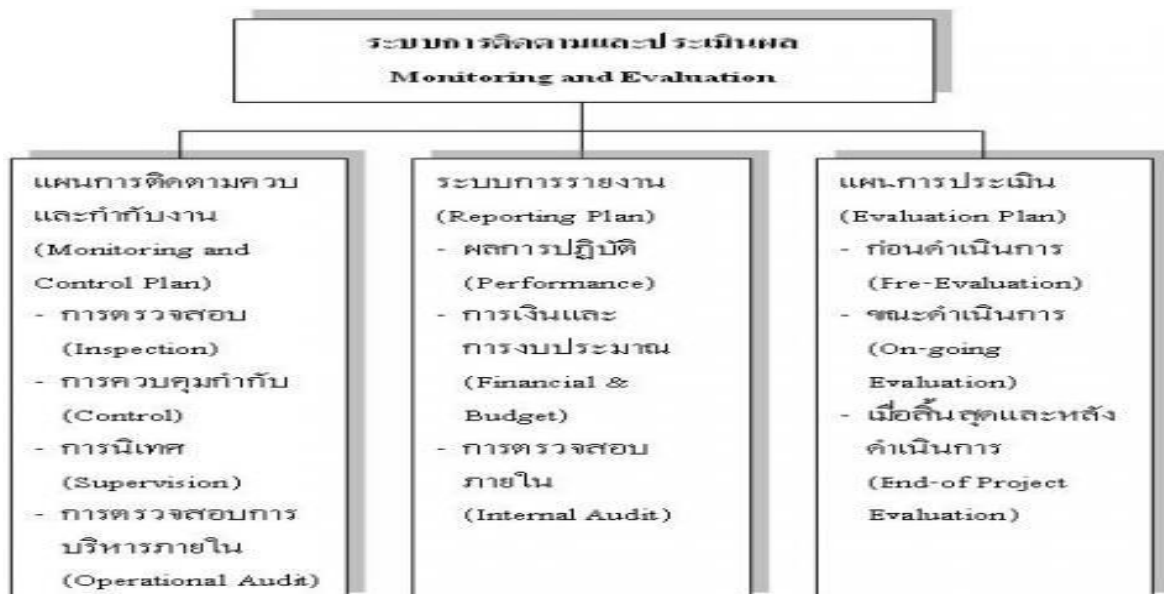 ระบบการติดตามและประเมินผล
Monitoring and Evaluation
แผนการติดตามควบ
และกำกับงาน
(Monitoring and
Control Plan)
- การตรวจสอบ
(Inspection)
- การควบคุมกำกับ
(Control)
- การนิเทศ
(Supervision)
- การตรวจสอบการ
บริหารภายใน
(Operational Audit)
ระบบการรายงาน
(Reporting Plan)
- ผลการปฏิบัติ
(Performance)
- การเงินและ
การงบประมาณ
(Financial &
Budget)
- การตรวจสอบ
ภายใน
(Internal Audit)
แผนการประเมิน
(Evaluation Plan)
- ก่อนดำเนินการ
(Fre-Evaluation)
- ขณะดำเนินการ
(On-going
Evaluation)
- เมื่อสิ้นสุดและหลัง
ดำเนินการ
(End-of Project
Evaluation)